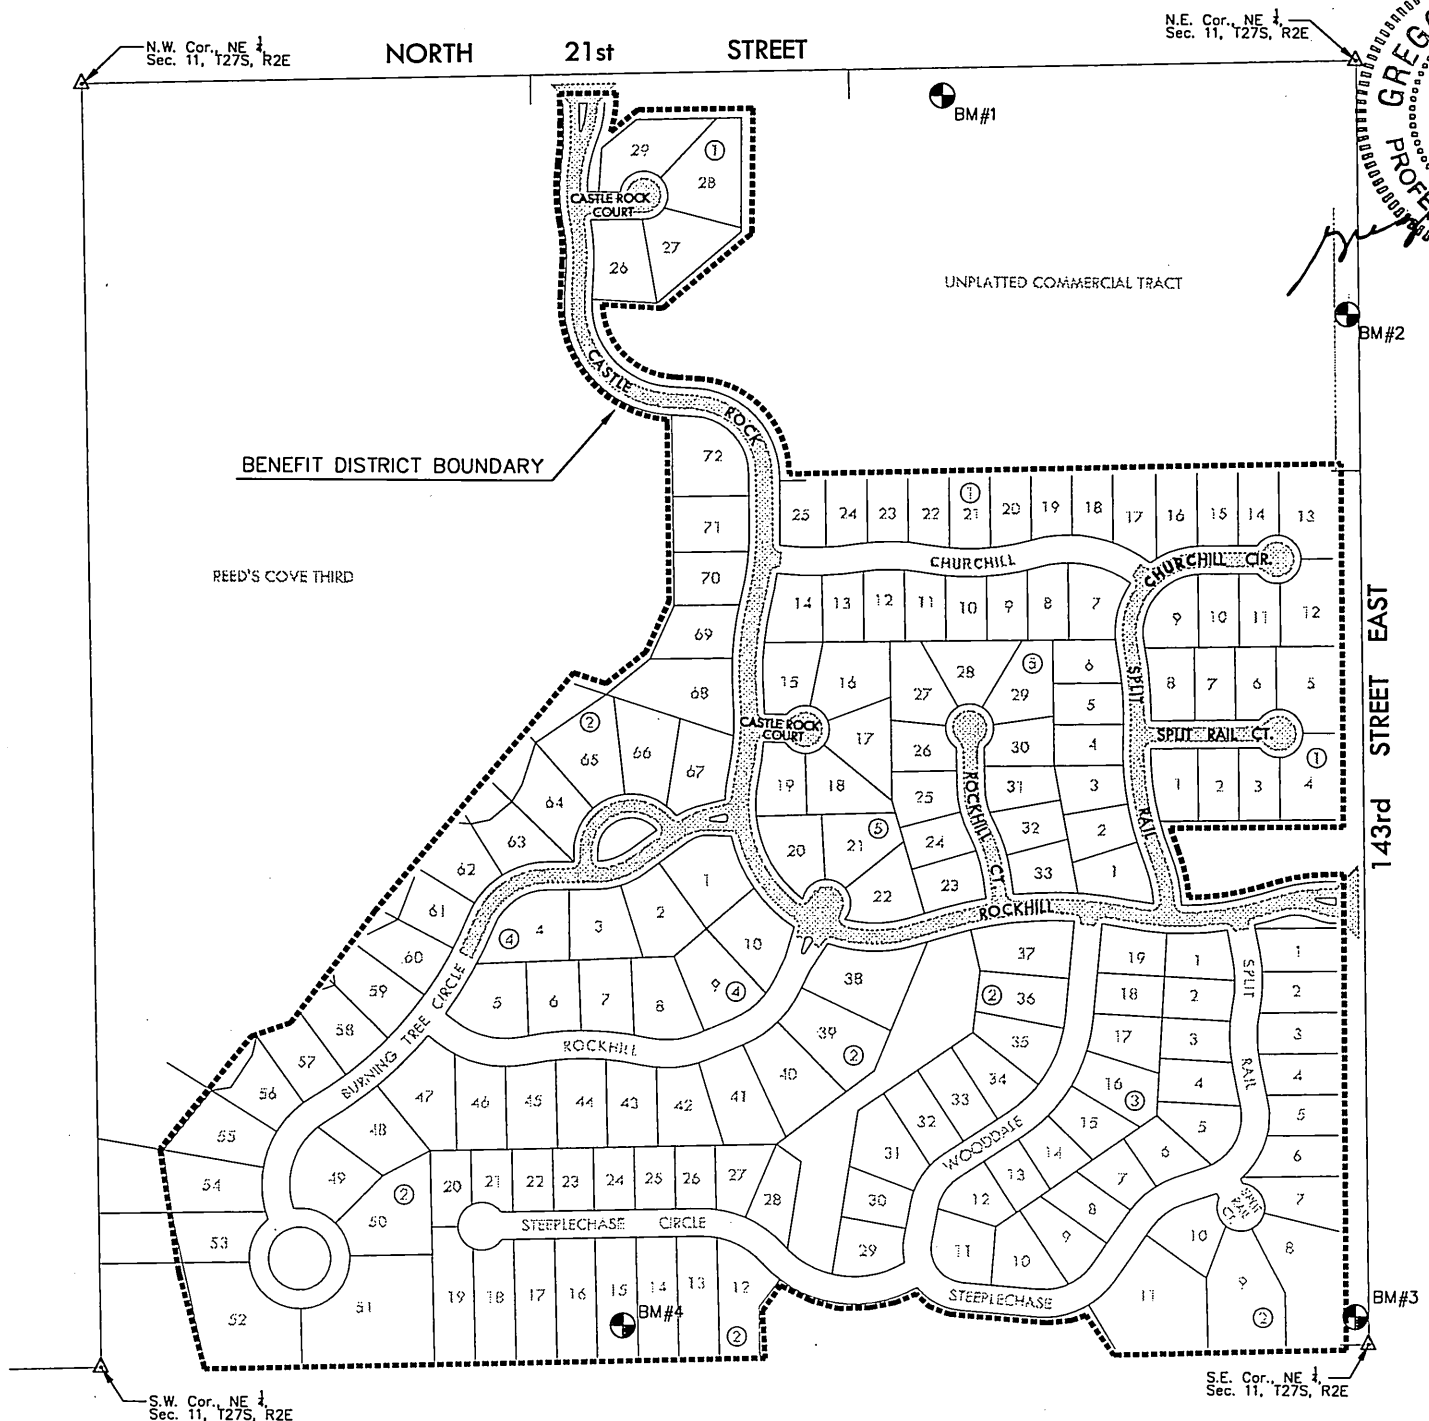 N.W. Cor., NE ¼
Sec. 11, T27S, R2E
NORTH 21st STREET
N.E. Cor., NE ¼,
Sec. 11, T27S, R2E
BM#1
29
1
28
CASTLE ROCK
COURT
27
26
UNPLATTED COMMERCIAL TRACT
BM#2
CASTLE ROCK
BENEFIT DISTRICT BOUNDARY
72
71
70
69
68
REED'S COVE THIRD
1
25 24 23 22 21 20 19 18 17 16 15 14 13
CHURCHILL
CHURCHILL CIR.
14 13 12 11 10 9 8 7
9 10 11 12
143rd STREET EAST
15 16
27 28 29
5
6
5
4
3
2
1
SPLIT RAIL
8 7 6 5
CASTLE ROCK
COURT
17
19 18
26 30
25 31
24 32
23 33
ROCKHILL CT.
SPLIT RAIL CT.
1 2 3 4
1
2
65 66 67
64
63
62
61
60
59
58
57
56
55
54
53
52
20 21
5
22
ROCKHILL
1
2
3
4
4
10
9
4
8
7
6
5
BURNING TREE CIRCLE
ROCKHILL
38
39
2
40
41
42
43
44
45
46
47
48
49
50
2
51
37
2
36
35
34
33
32
31
30
29
WOODDALE
19 1
18 2
17 3
16 4
3
15 5
14 6
13 7
12 8
11 10 9
SPLIT RAIL
1
2
3
4
5
6
7
8
SPLIT
RAIL
CT.
10
9
2
11
20 21 22 23 24 25 26 27
28
STEEPLECHASE CIRCLE
19 18 17 16 15 14 13 12
2
BM#4
STEEPLECHASE
BM#3
S.W. Cor., NE ¼,
Sec. 11, T27S, R2E
S.E. Cor., NE ¼,
Sec. 11, T27S, R2E